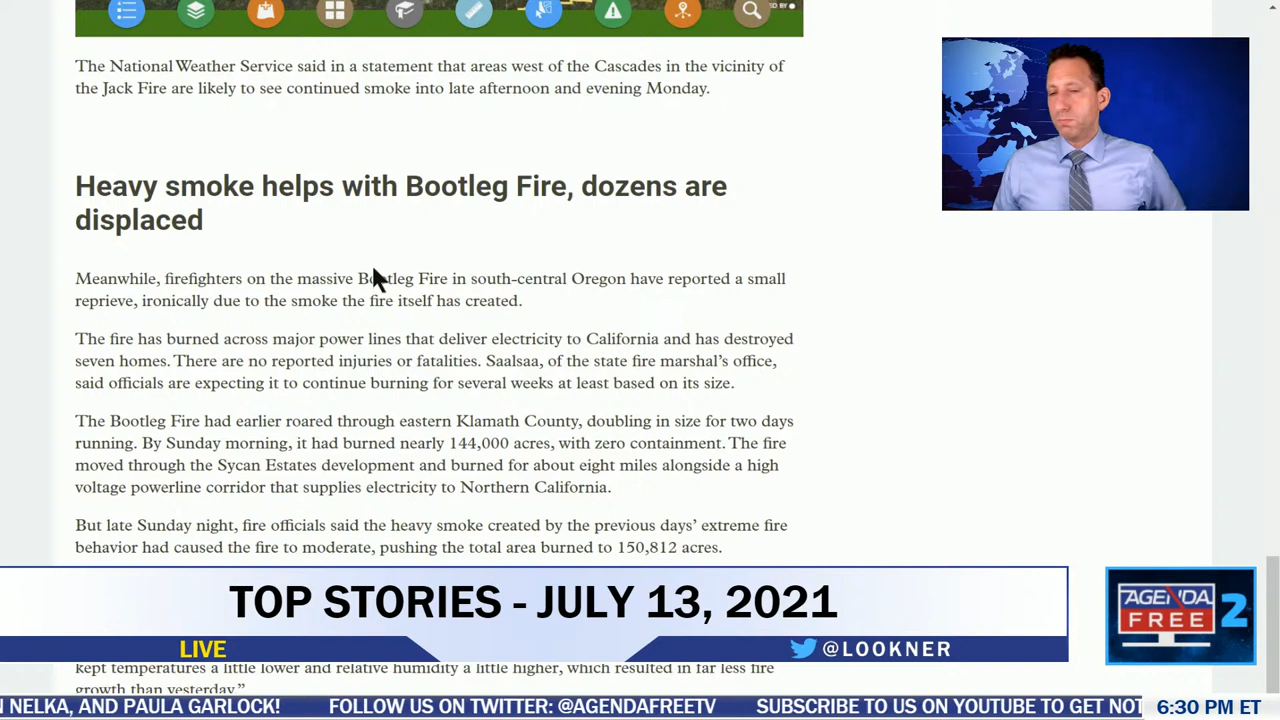 ED BY
The National Weather Service said in a statement that areas west of the Cascades in the vicinity of
the Jack Fire are likely to see continued smoke into late afternoon and evening Monday.
Heavy smoke helps with Bootleg Fire, dozens are
displaced
Meanwhile, firefighters on the massive Bootleg Fire in south-central Oregon have reported a small
reprieve, ironically due to the smoke the fire itself has created.
The fire has burned across major power lines that deliver electricity to California and has destroyed
seven homes. There are no reported injuries or fatalities. Saalsaa, of the state fire marshal's office,
said officials are expecting it to continue burning for several weeks at least based on its size.
The Bootleg Fire had earlier roared through eastern Klamath County, doubling in size for two days
running. By Sunday morning, it had burned nearly 144,000 acres, with zero containment. The fire
moved through the Sycan Estates development and burned for about eight miles alongside a high
voltage powerline corridor that supplies electricity to Northern California.
But late Sunday night, fire officials said the heavy smoke created by the previous days' extreme fire
behavior had caused the fire to moderate, pushing the total area burned to 150,812 acres.
TOP STORIES - JULY 13, 2021
AGENDA
FREE 2
LIVE
@LOOKNER
kept temperatures a little lower and relative humidity a little higher, which resulted in far less fire
growth than yesterday."
N NELKA, AND PAULA GARLOCK! FOLLOW US ON TWITTER: @AGENDAFREETV SUBSCRIBE TO US ON YOUTUBE TO GET NOT 6:30 PM ET